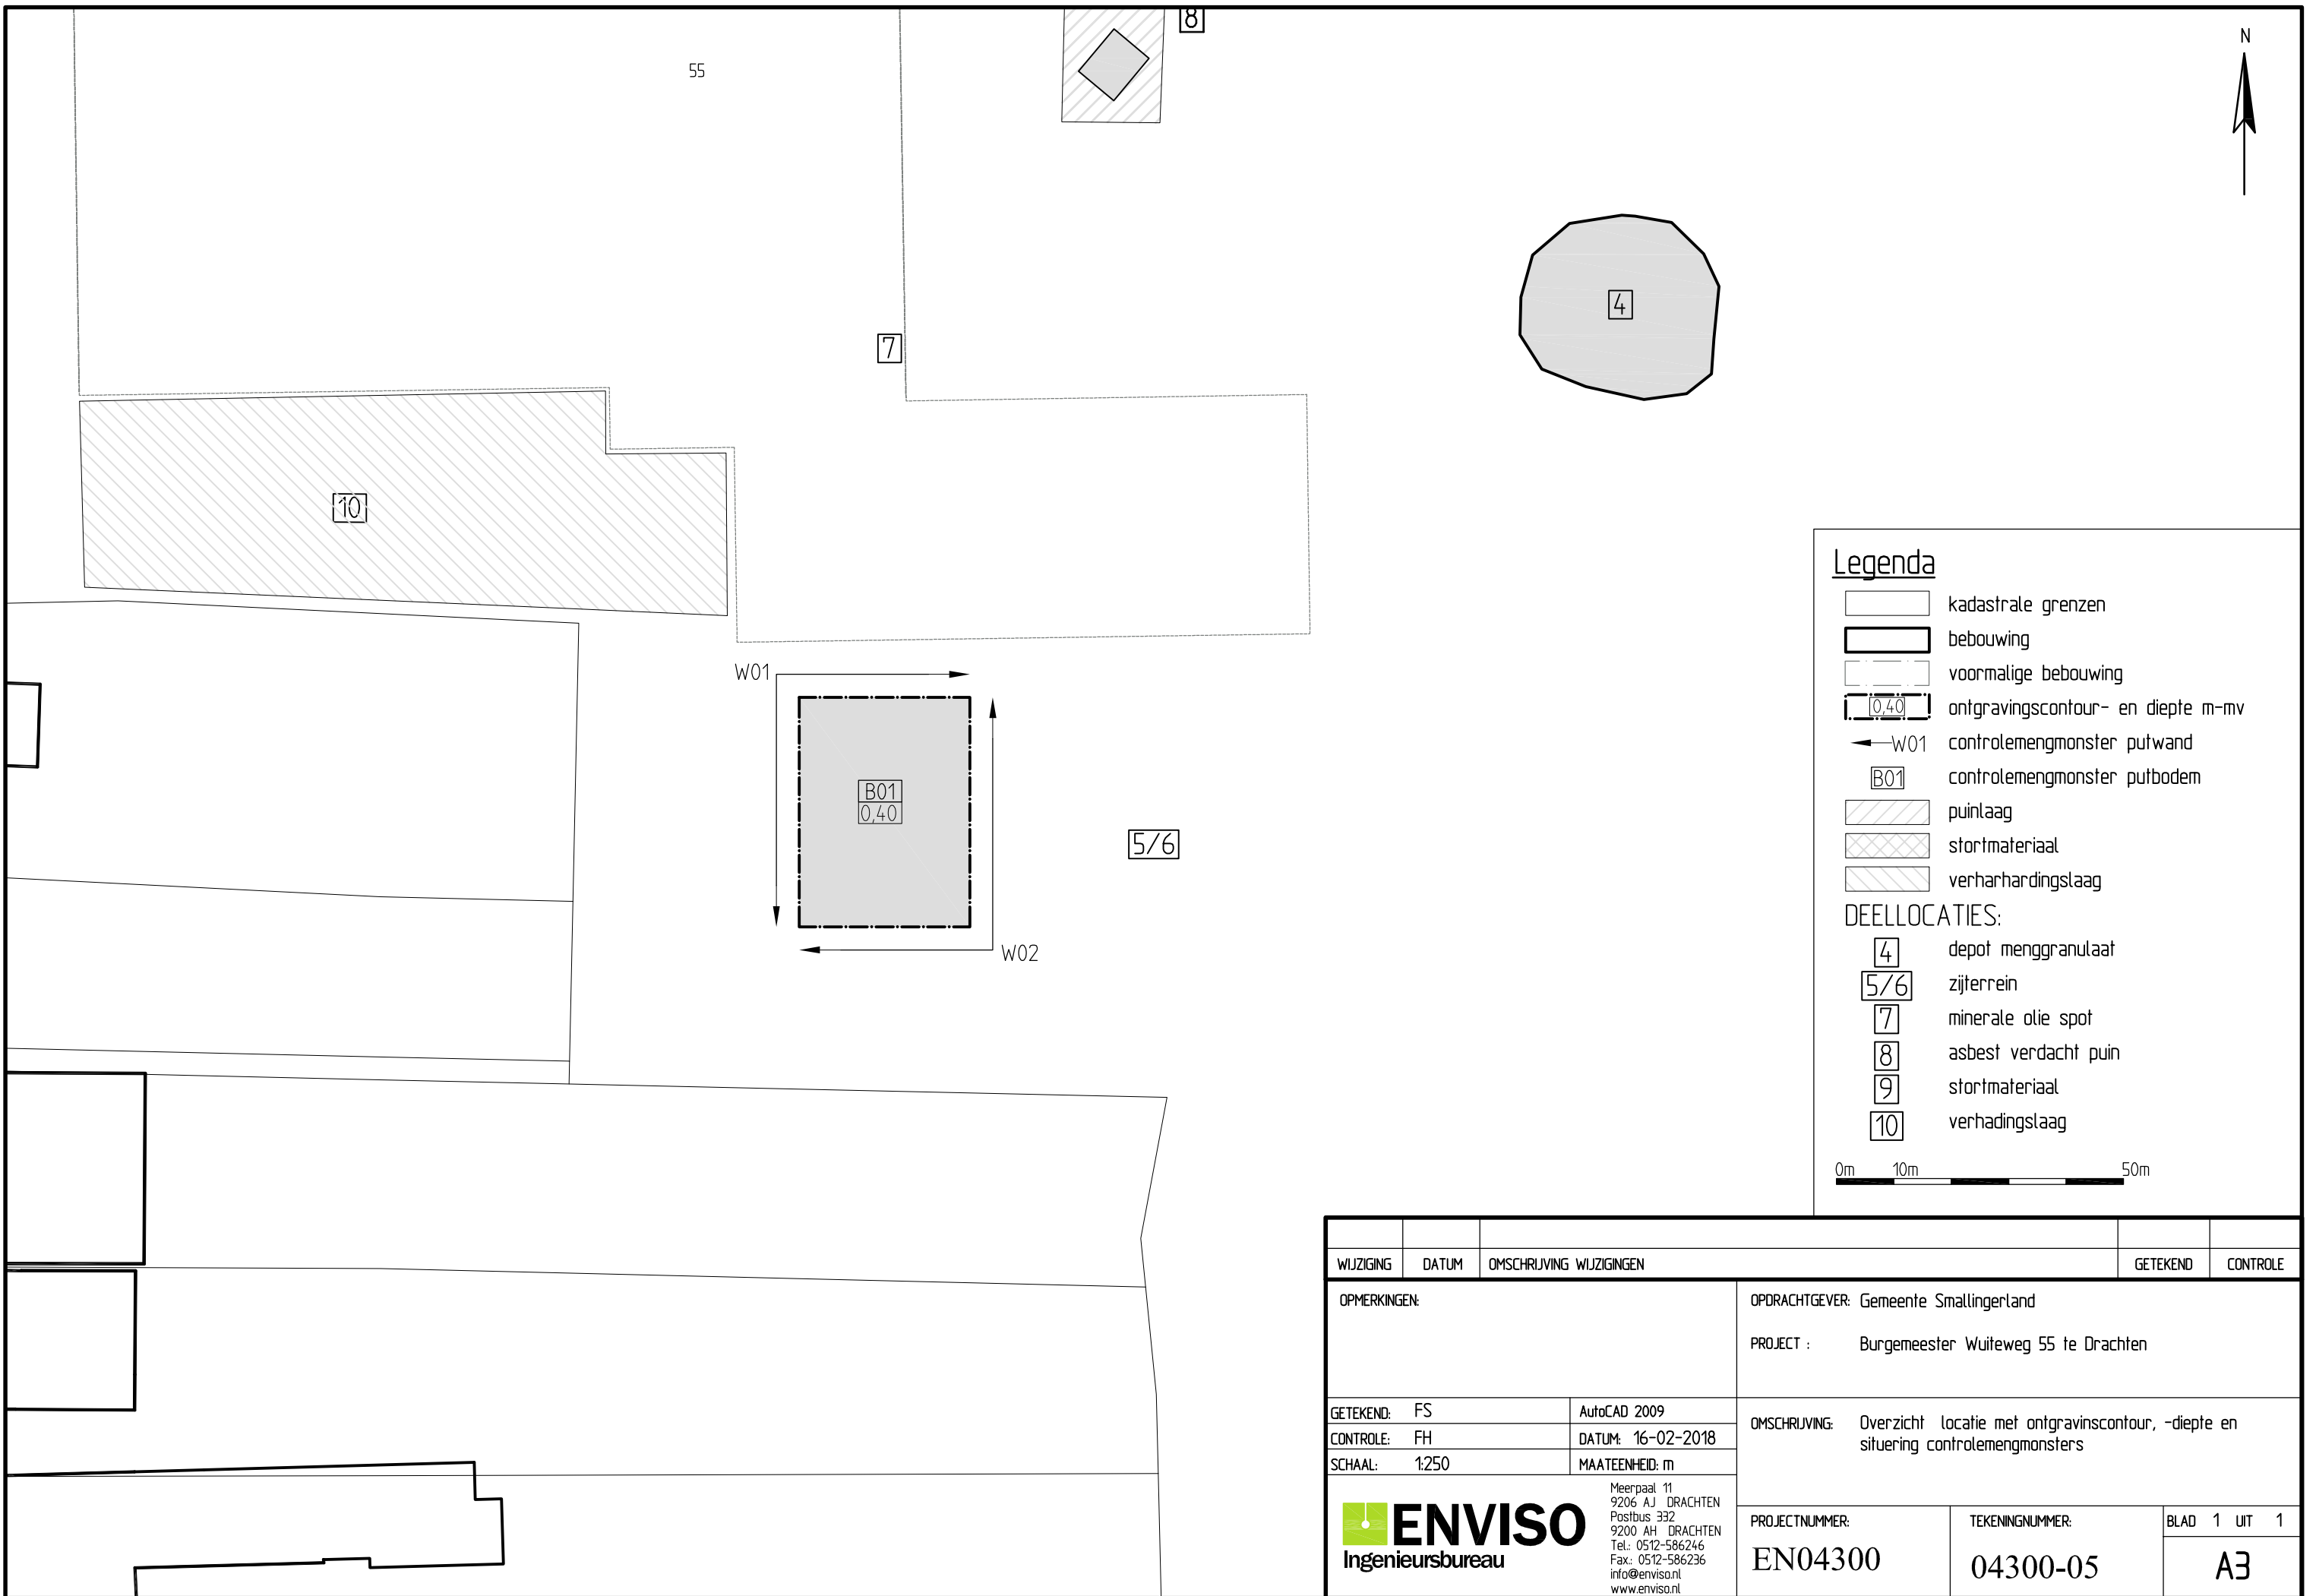 8
N
55
4
7
10
W01
B01
0,40
5/6
W02
Legenda
kadastrale grenzen
bebouwing
voormalige bebouwing
0,40 ontgravingscontour- en diepte m-mv
W01 controlemengmonster putwand
B01 controlemengmonster putbodem
puinlaag
stortmateriaal
verharhardingslaag
DEELLOCATIES:
4 depot menggranulaat
5/6 zijterrein
7 minerale olie spot
8 asbest verdacht puin
9 stortmateriaal
10 verhadingslaag
0m 10m 50m
WIJZIGING DATUM OMSCHRIJVING WIJZIGINGEN GETEKEND CONTROLE
OPMERKINGEN:
OPDRACHTGEVER: Gemeente Smallingerland
PROJECT : Burgemeester Wuiteweg 55 te Drachten
GETEKEND: FS AutoCAD 2009
CONTROLE: FH DATUM: 16-02-2018
SCHAAL: 1:250 MAATEENHEID: m
OMSCHRIJVING: Overzicht locatie met ontgravinscontour, -diepte en
situering controlemengmonsters
ENVISO
Ingenieursbureau
Meerpaal 11
9206 AJ DRACHTEN
Postbus 332
9200 AH DRACHTEN
Tel.: 0512-586246
Fax.: 0512-586236
info@enviso.nl
www.enviso.nl
PROJECTNUMMER:
EN04300
TEKENINGNUMMER:
04300-05
BLAD 1 UIT 1
A3